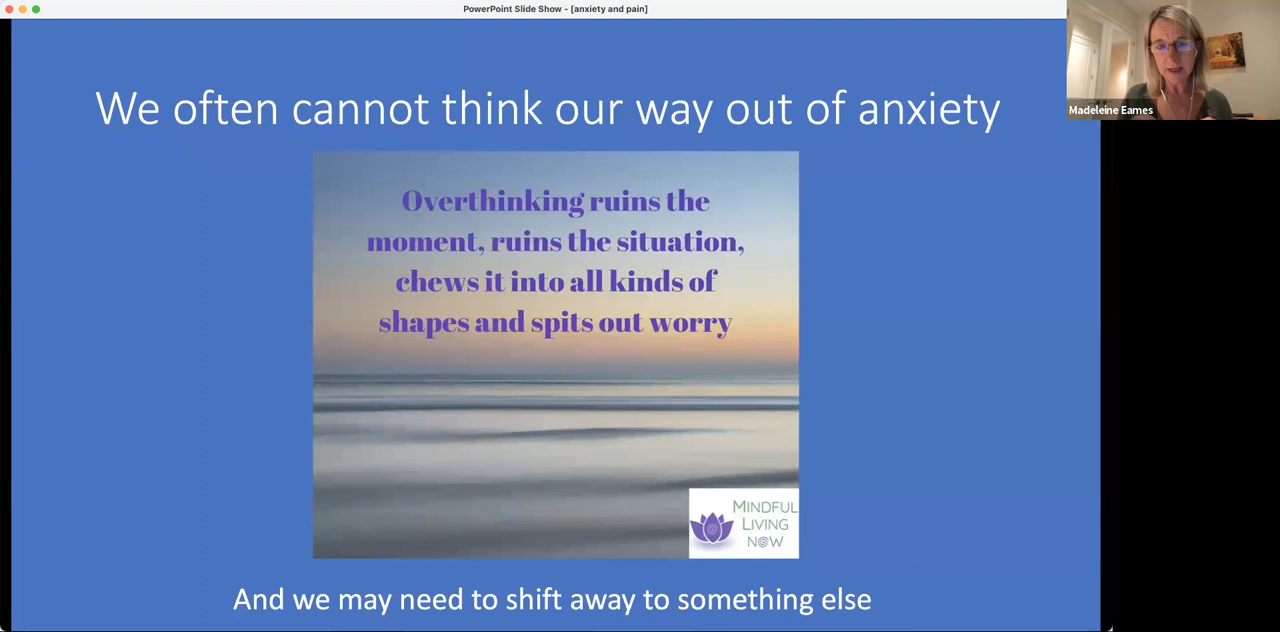 PowerPoint Slide Show - [anxiety and pain]
Madeleine Eames
We often cannot think our way out of anxiety
Overthinking ruins the
moment, ruins the situation,
chews it into all kinds of
shapes and spits out worry
MINDFUL
LIVING
N@W
And we may need to shift away to something else